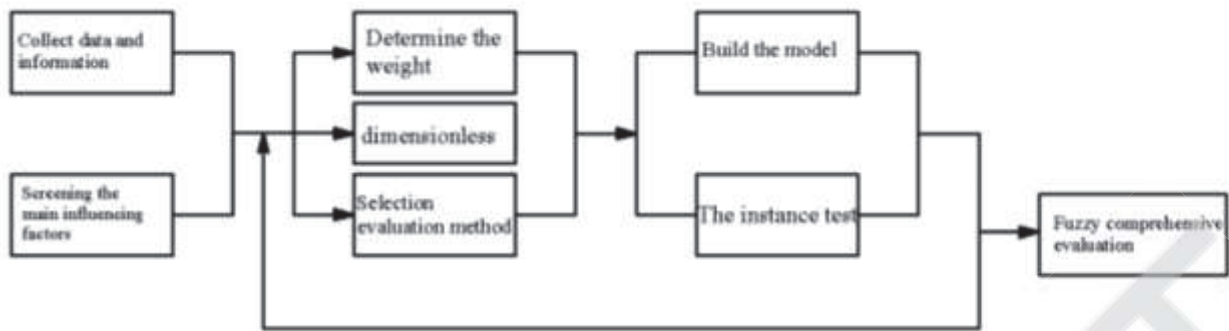 Collect data and
information
Screening the
main influencing
factors
Determine the
weight
dimensionless
Selection
evaluation method
Build the model
The instance test
Fuzzy comprehensive
evaluation